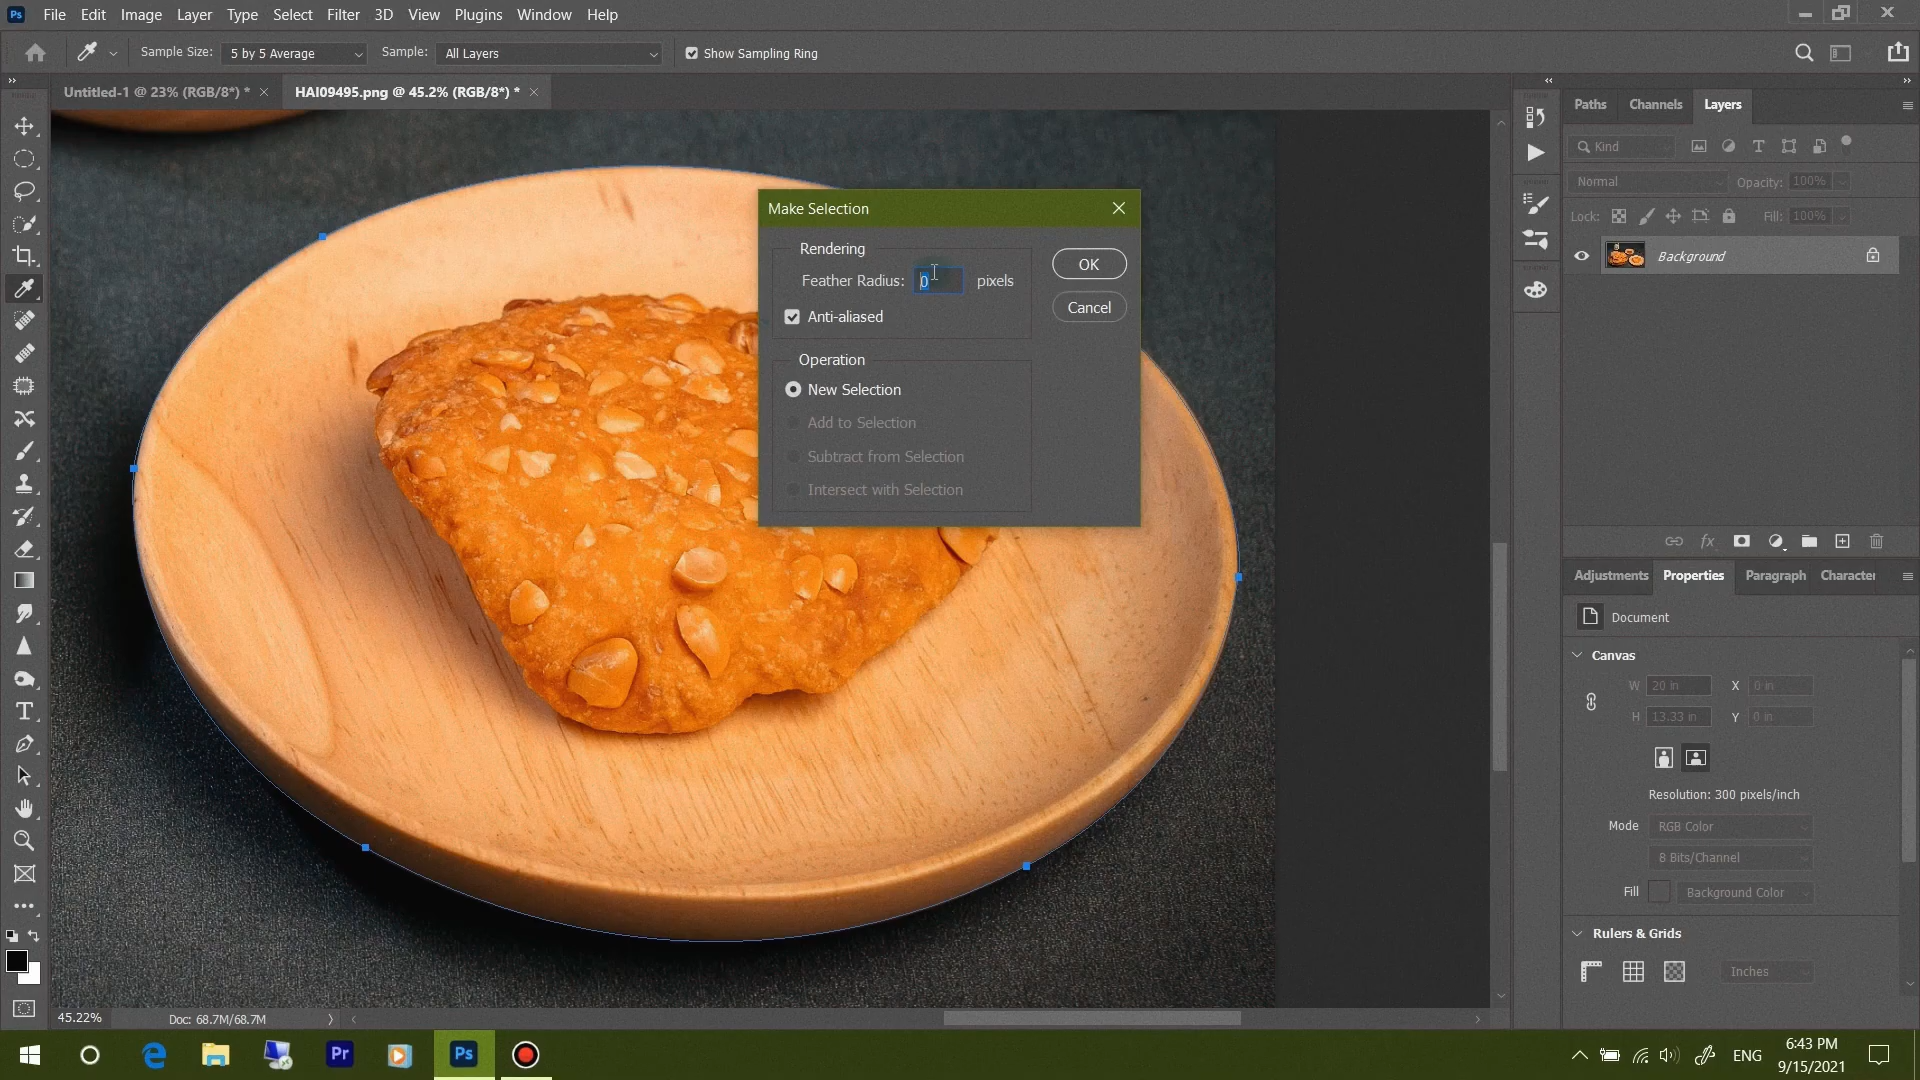 Ps File Edit Image Layer Type Select Filter 3D View Plugins Window Help
Sample Size: 5 by 5 Average Sample: All Layers Show Sampling Ring
Untitled-1 @ 23% (RGB/8*) * HAI09495.png @ 45.2% (RGB/8*) *
Paths Channels Layers
Kind
Normal Opacity: 100%
Lock: Fill: 100%
Background
Make Selection
Rendering
Feather Radius: 0 pixels
Anti-aliased
OK
Cancel
Operation
New Selection
Add to Selection
Subtract from Selection
Intersect with Selection
fx
Adjustments Properties Paragraph Character
Document
Canvas
W 20 in X 0 in
H 13.33 in Y 0 in
Resolution: 300 pixels/inch
Mode RGB Color
8 Bits/Channel
Fill Background Color
Rulers & Grids
Inches
45.22% Doc: 68.7M/68.7M
Pr Ps
ENG
6:43 PM
9/15/2021